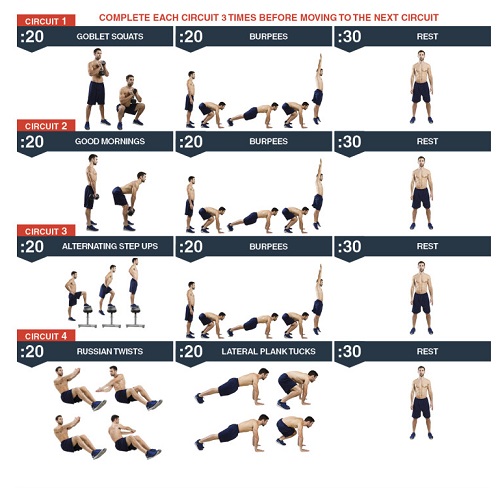 COMPLETE EACH CIRCUIT 3 TIMES BEFORE MOVING TO THE NEXT CIRCUIT
CIRCUIT 1
:20 GOBLET SQUATS :20 BURPEES :30 REST
CIRCUIT 2
:20 GOOD MORNINGS :20 BURPEES :30 REST
CIRCUIT 3
:20 ALTERNATING STEP UPS :20 BURPEES :30 REST
CIRCUIT 4
:20 RUSSIAN TWISTS :20 LATERAL PLANK TUCKS :30 REST